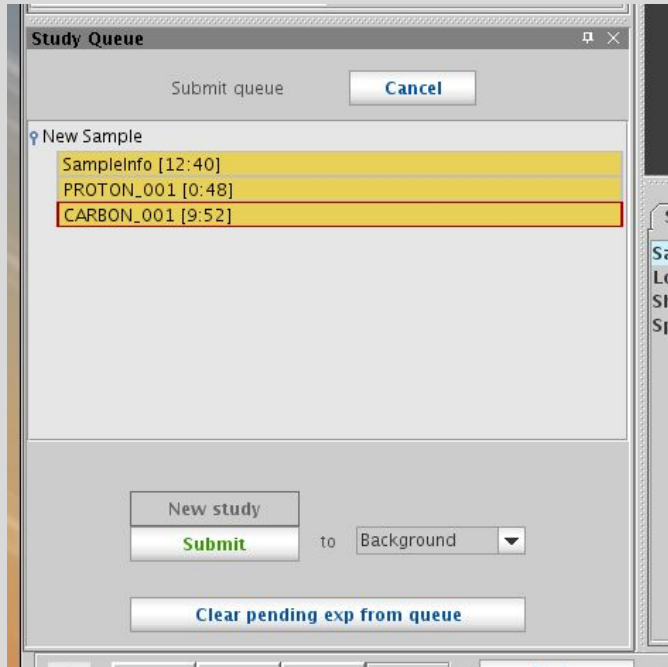 Study Queue
Submit queue Cancel
New Sample
SampleInfo [12:40]
PROTON_001 [0:48]
CARBON_001 [9:52]
New study
Submit to Background
Clear pending exp from queue